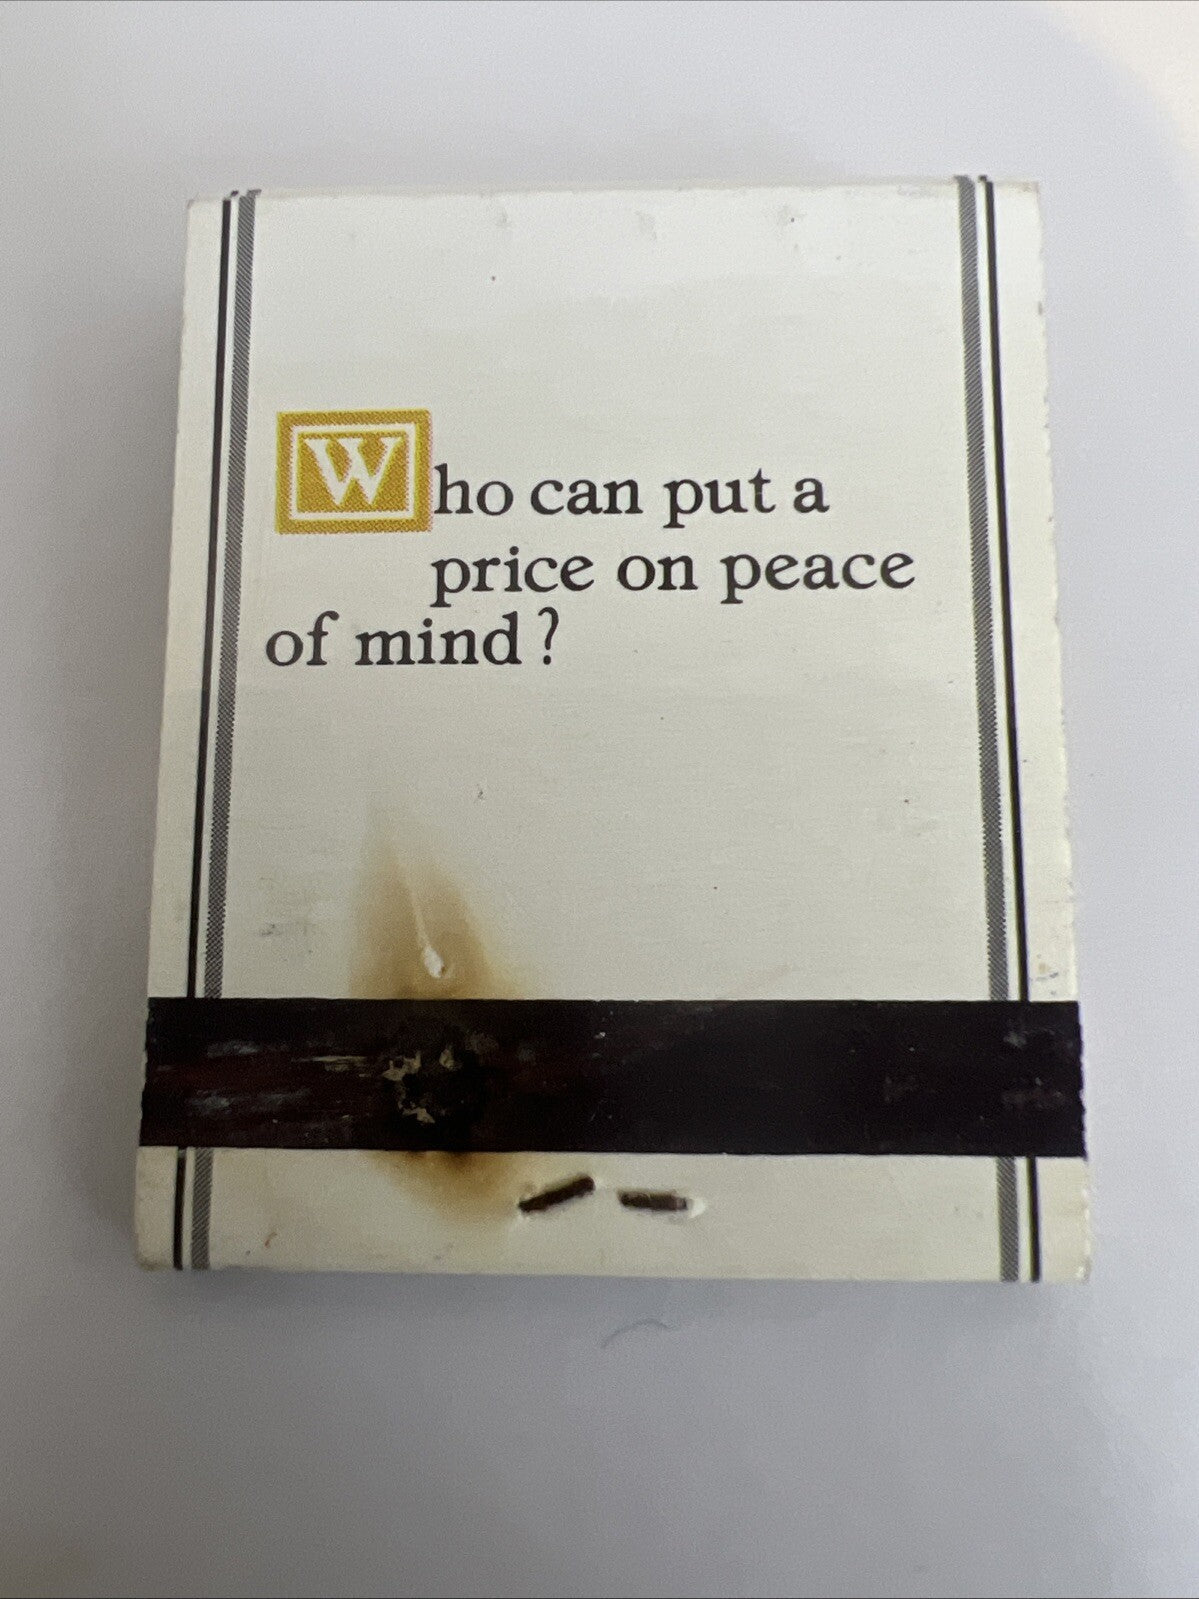 Who can put a
price on peace
of mind?